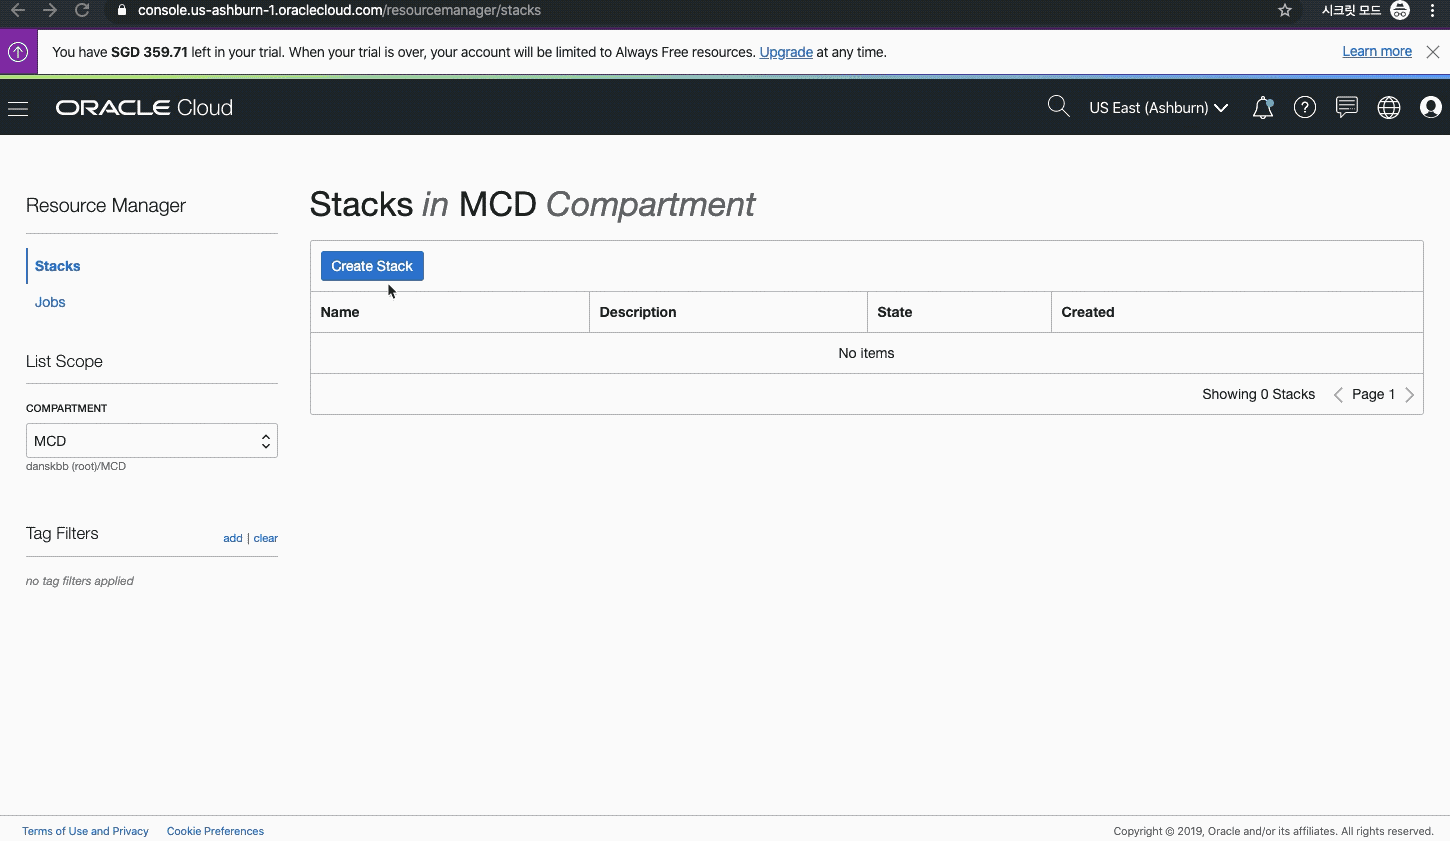 console.us-ashburn-1.oraclecloud.com/resourcemanager/stacks
시크릿 모드
You have SGD 359.71 left in your trial. When your trial is over, your account will be limited to Always Free resources. Upgrade at any time.
Learn more
ORACLE Cloud
US East (Ashburn)
Resource Manager
Stacks
Jobs
List Scope
COMPARTMENT
MCD
danskbb (root)/MCD
Tag Filters
add | clear
no tag filters applied
Stacks in MCD Compartment
Create Stack
Name Description State Created
No items
Showing 0 Stacks Page 1
Terms of Use and Privacy Cookie Preferences
Copyright © 2019, Oracle and/or its affiliates. All rights reserved.